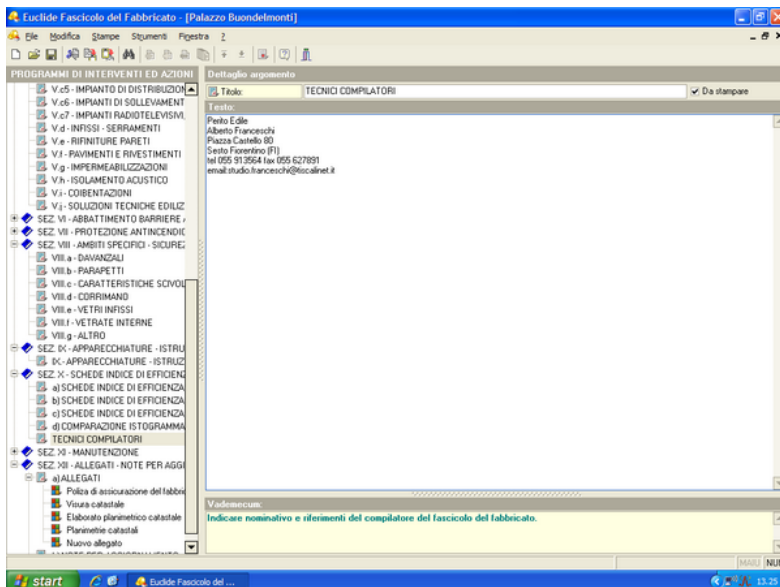 Euclide Fascicolo del Fabbricato - [Palazzo Buondelmonti]
File Modifica Stampe Strumenti Finestra ?
PROGRAMMI DI INTERVENTI ED AZIONI
V.c5 - IMPIANTO DI DISTRIBUZION
V.c6 - IMPIANTI DI SOLLEVAMENT
V.c7 - IMPIANTI RADIOTELEVISIVI,
V.d - INFISSI - SERRAMENTI
V.e - RIFINITURE PARETI
V.f - PAVIMENTI E RIVESTIMENTI
V.g - IMPERMEABILIZZAZIONI
V.h - ISOLAMENTO ACUSTICO
V.i - COIBENTAZIONI
V.j - SOLUZIONI TECNICHE EDILIZ
SEZ. VI - ABBATTIMENTO BARRIERE
SEZ. VII - PROTEZIONE ANTINCENDIO
SEZ. VIII - AMBITI SPECIFICI - SICUREZ
VIII.a - DAVANZALI
VIII.b - PARAPETTI
VIII.c - CARATTERISTICHE SCIVOL
VIII.d - CORRIMANO
VIII.e - VETRI INFISSI
VIII.f - VETRATE INTERNE
VIII.g - ALTRO
SEZ. IX - APPARECCHIATURE - ISTRU
IX - APPARECCHIATURE - ISTRUZ
SEZ. X - SCHEDE INDICE DI EFFICIENZ
a) SCHEDE INDICE DI EFFICIENZA
b) SCHEDE INDICE DI EFFICIENZA
c) SCHEDE INDICE DI EFFICIENZA
d) COMPARAZIONE ISTOGRAMMA
TECNICI COMPILATORI
SEZ. XI - MANUTENZIONE
SEZ. XII - ALLEGATI - NOTE PER AGGI
a) ALLEGATI
Poliza di assicurazione del fabbric
Visura catastale
Elaborato planimetrico catastale
Planimetrie catastali
Nuovo allegato
Dettaglio argomento
Titolo: TECNICI COMPILATORI Da stampare
Testo:
Perito Edile
Alberto Franceschi
Piazza Castello 80
Sesto Fiorentino (FI)
tel 055 913564 fax 055 627891
email:studio.franceschi@tiscalinet.it
Vademecum:
Indicare nominativo e riferimenti del compilatore del fascicolo del fabbricato.
MAIU NU
start Euclide Fascicolo del ... 13.25